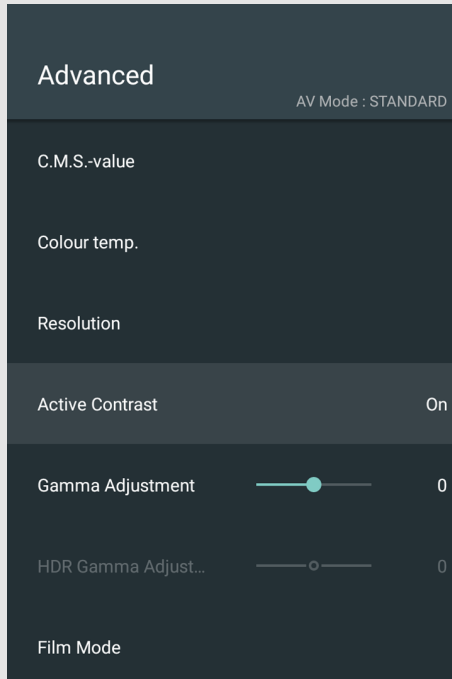 Advanced
AV Mode : STANDARD
C.M.S.-value
Colour temp.
Resolution
Active Contrast On
Gamma Adjustment 0
HDR Gamma Adjust... 0
Film Mode